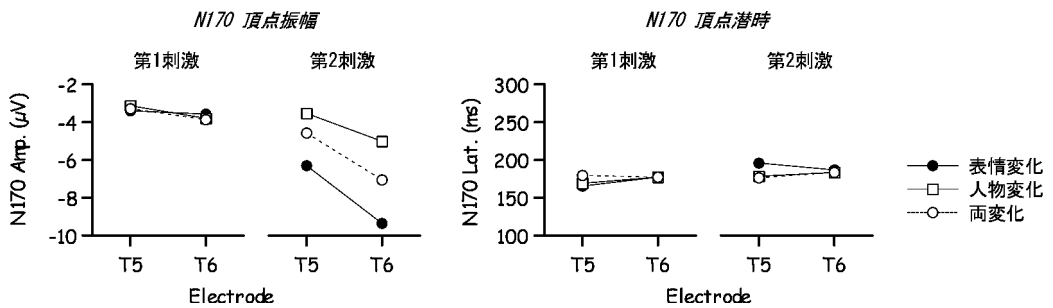 N170 頂点振幅
第1刺激
第2刺激
N170 Amp. (μV)
-2
-4
-6
-8
-10
T5
T6
T5
T6
Electrode
N170 頂点潜時
第1刺激
第2刺激
N170 Lat. (ms)
300
250
200
150
100
T5
T6
T5
T6
Electrode
表情変化
人物変化
両変化